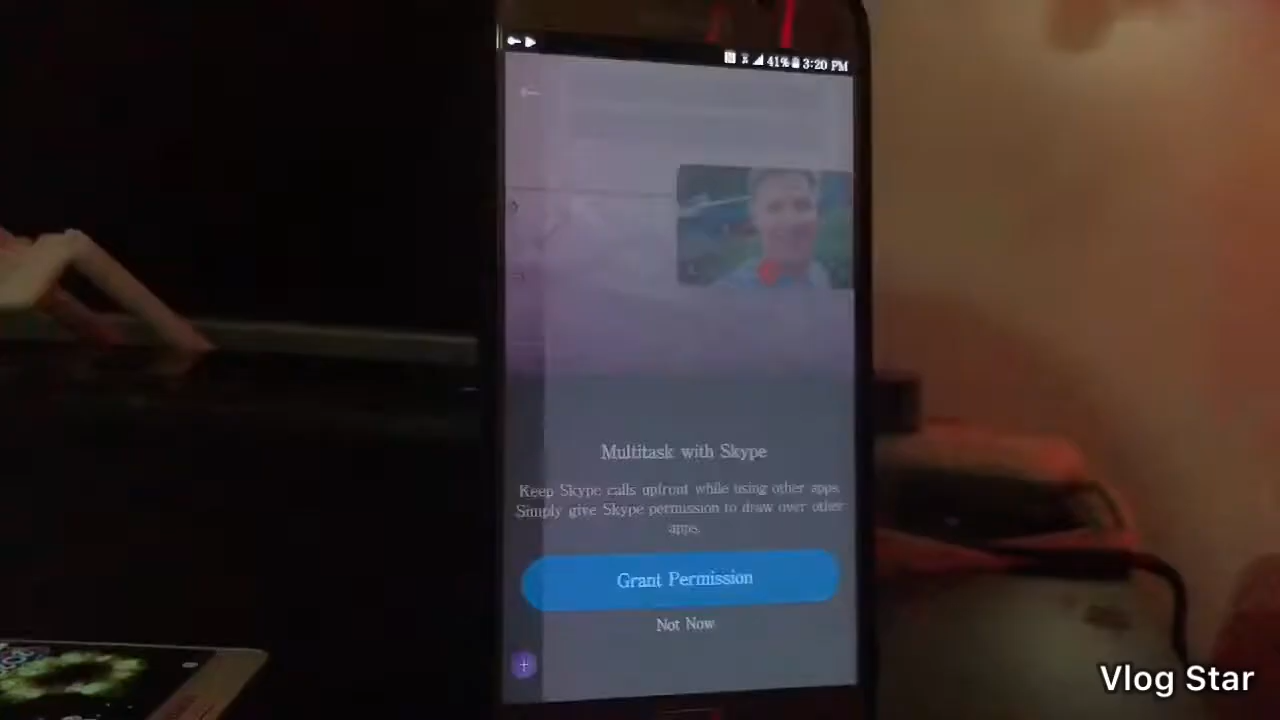 41% 3:20 PM
Multitask with Skype
Keep Skype calls upfront while using other apps.
Simply give Skype permission to draw over other
apps.
Grant Permission
Not Now
Vlog Star